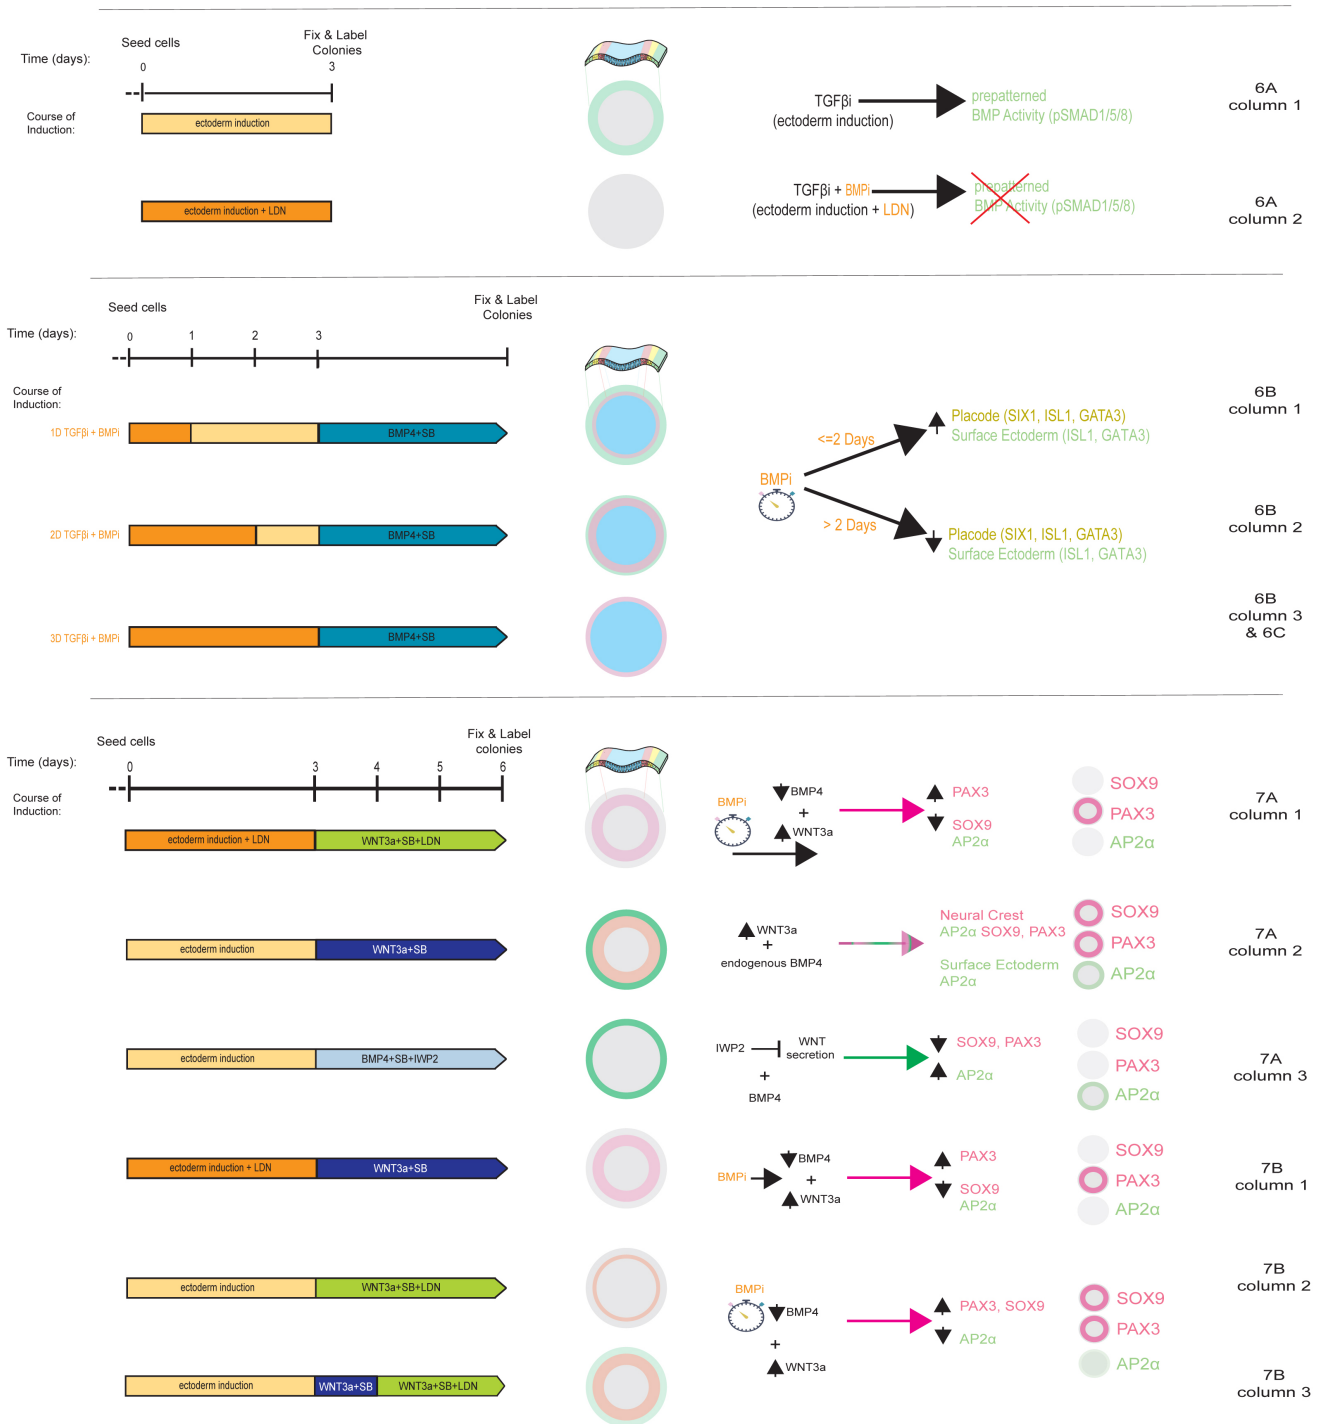 Seed cells
Fix & Label
Colonies
Time (days):
0
3
Course of
Induction:
ectoderm induction
TGFβi
(ectoderm induction)
prepatterned
BMP Activity (pSMAD1/5/8)
6A
column 1
ectoderm induction + LDN
TGFβi + BMPi
(ectoderm induction + LDN)
prepatterned
BMP Activity (pSMAD1/5/8)
6A
column 2
Seed cells
Fix & Label
Colonies
Time (days):
0
1
2
3
Course of
Induction:
1D TGFβi + BMPi
BMP4+SB
6B
column 1
<=2 Days
Placode (SIX1, ISL1, GATA3)
Surface Ectoderm (ISL1, GATA3)
BMPi
2D TGFβi + BMPi
BMP4+SB
> 2 Days
Placode (SIX1, ISL1, GATA3)
Surface Ectoderm (ISL1, GATA3)
6B
column 2
3D TGFβi + BMPi
BMP4+SB
6B
column 3
& 6C
Seed cells
Fix & Label
colonies
Time (days):
0
3
4
5
6
Course of
Induction:
ectoderm induction + LDN
WNT3a+SB+LDN
BMPi
BMP4
+
WNT3a
PAX3
SOX9
AP2α
SOX9
PAX3
AP2α
7A
column 1
ectoderm induction
WNT3a+SB
WNT3a
+
endogenous BMP4
Neural Crest
AP2α SOX9, PAX3
Surface Ectoderm
AP2α
SOX9
PAX3
AP2α
7A
column 2
ectoderm induction
BMP4+SB+IWP2
IWP2
WNT
secretion
+
BMP4
SOX9, PAX3
AP2α
SOX9
PAX3
AP2α
7A
column 3
ectoderm induction + LDN
WNT3a+SB
BMPi
BMP4
+
WNT3a
PAX3
SOX9
AP2α
SOX9
PAX3
AP2α
7B
column 1
ectoderm induction
WNT3a+SB+LDN
7B
column 2
BMPi
BMP4
+
WNT3a
PAX3, SOX9
AP2α
SOX9
PAX3
AP2α
ectoderm induction
WNT3a+SB
WNT3a+SB+LDN
7B
column 3